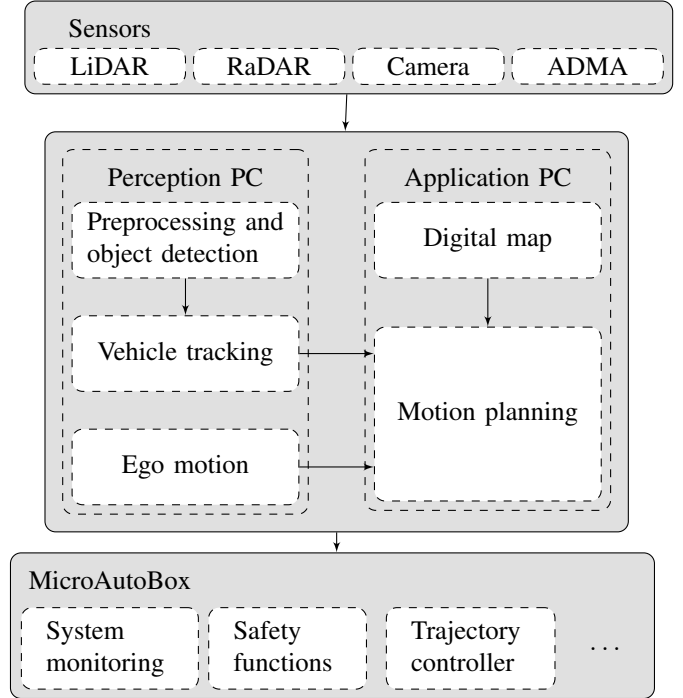 Sensors
LiDAR
RaDAR
Camera
ADMA
Perception PC
Preprocessing and
object detection
Vehicle tracking
Ego motion
Application PC
Digital map
Motion planning
MicroAutoBox
System
monitoring
Safety
functions
Trajectory
controller
...